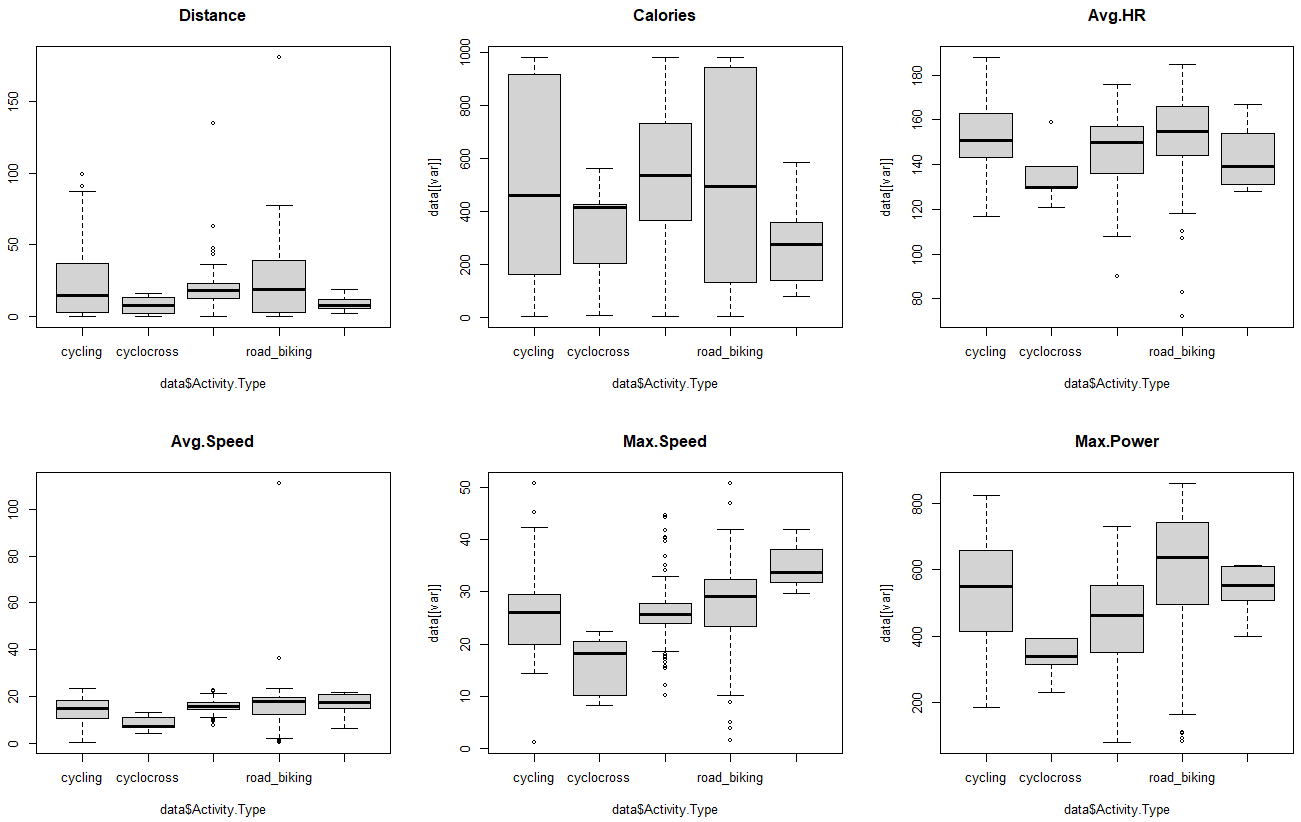 Distance
150
100
50
0
cycling cyclocross road_biking
data$Activity.Type
Calories
data[[var]]
1000
800
600
400
200
0
cycling cyclocross road_biking
data$Activity.Type
Avg.HR
data[[var]]
180
160
140
120
100
80
cycling cyclocross road_biking
data$Activity.Type
Avg.Speed
100
80
60
40
20
0
cycling cyclocross road_biking
data$Activity.Type
Max.Speed
data[[var]]
50
40
30
20
10
0
cycling cyclocross road_biking
data$Activity.Type
Max.Power
data[[var]]
800
600
400
200
cycling cyclocross road_biking
data$Activity.Type